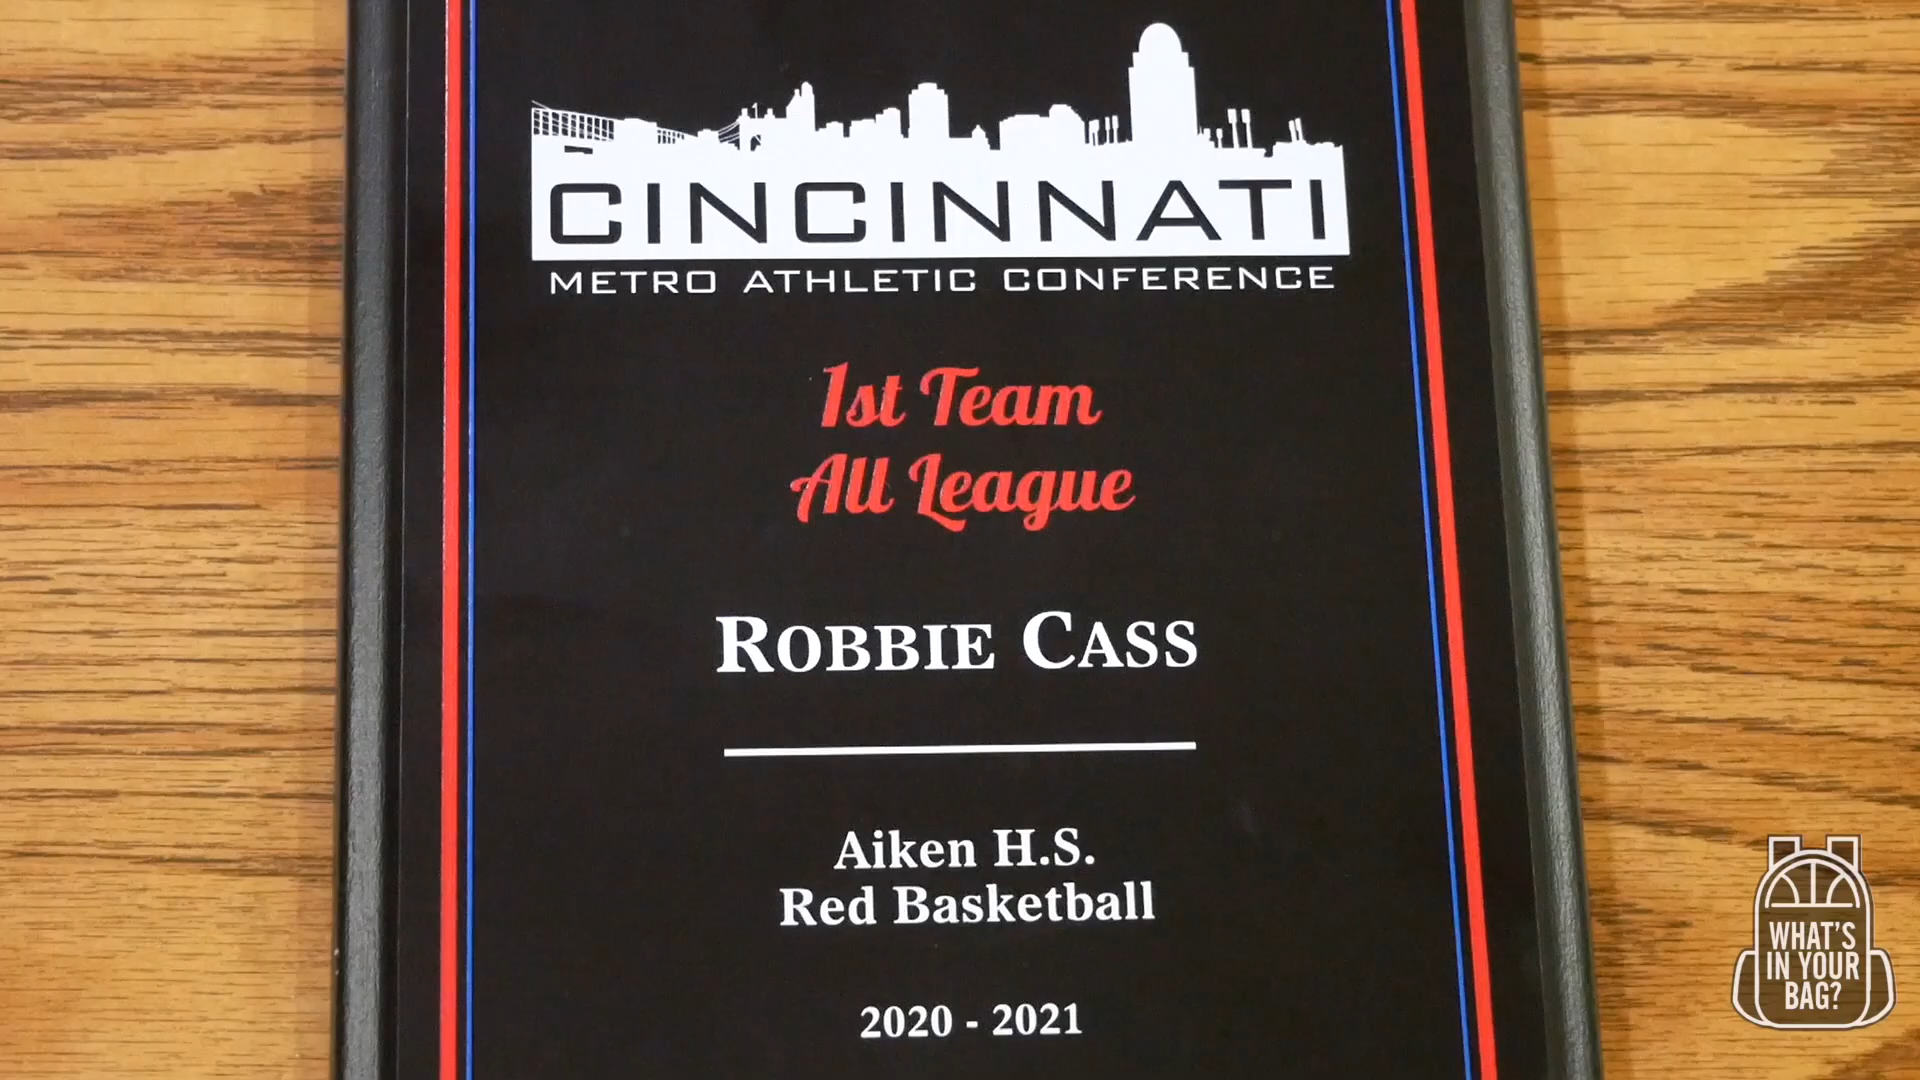 CINCINNATI
METRO ATHLETIC CONFERENCE
1st Team
All League
ROBBIE CASS
Aiken H.S.
Red Basketball
2020 - 2021
WHAT'S
IN YOUR
BAG?